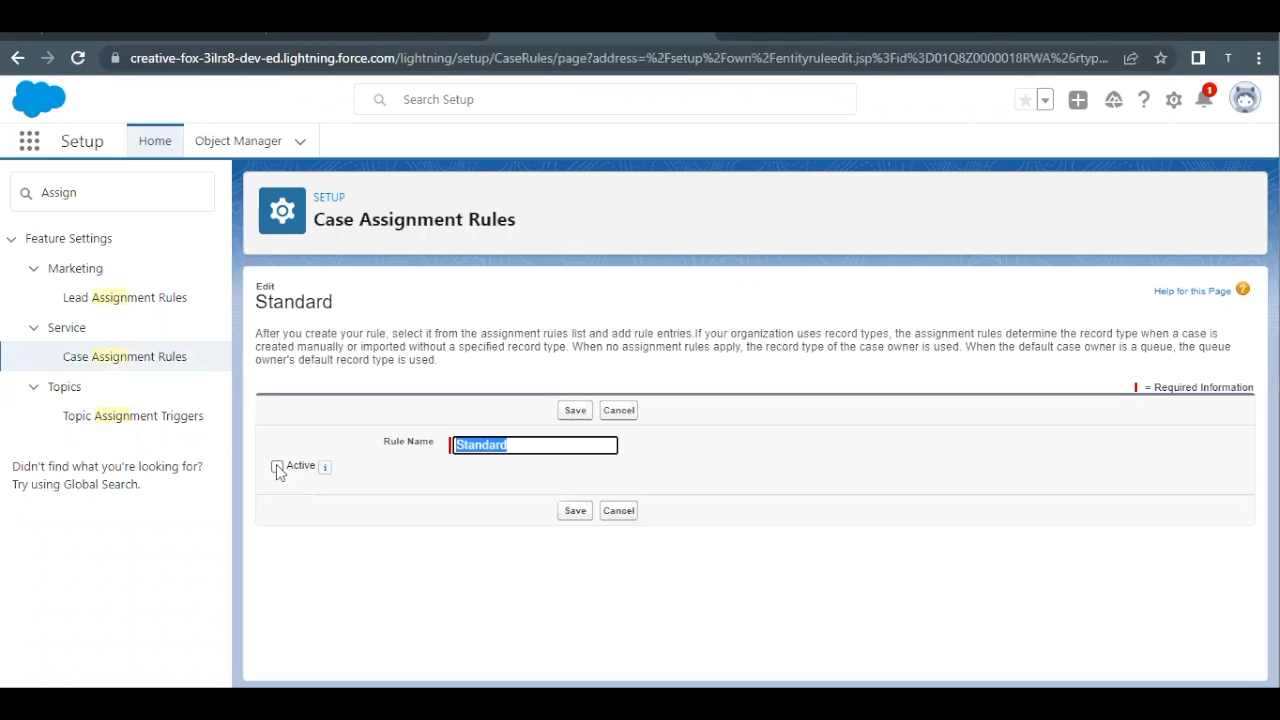 creative-fox-3ilrs8-dev-ed.lightning.force.com/lightning/setup/CaseRules/page?address=%2Fsetup%2Fown%2Fentityruleedit.jsp%3Fid%3D01Q8Z0000018RWA%26rtyp...
T
Search Setup
1
Setup
Home
Object Manager
Assign
Feature Settings
Marketing
Lead Assignment Rules
Service
Case Assignment Rules
Topics
Topic Assignment Triggers
Didn't find what you're looking for?
Try using Global Search.
SETUP
Case Assignment Rules
Edit
Standard
Help for this Page
After you create your rule, select it from the assignment rules list and add rule entries.If your organization uses record types, the assignment rules determine the record type when a case is
created manually or imported without a specified record type. When no assignment rules apply, the record type of the case owner is used. When the default case owner is a queue, the queue
owner's default record type is used.
= Required Information
Save Cancel
Rule Name Standard
Active i
Save Cancel